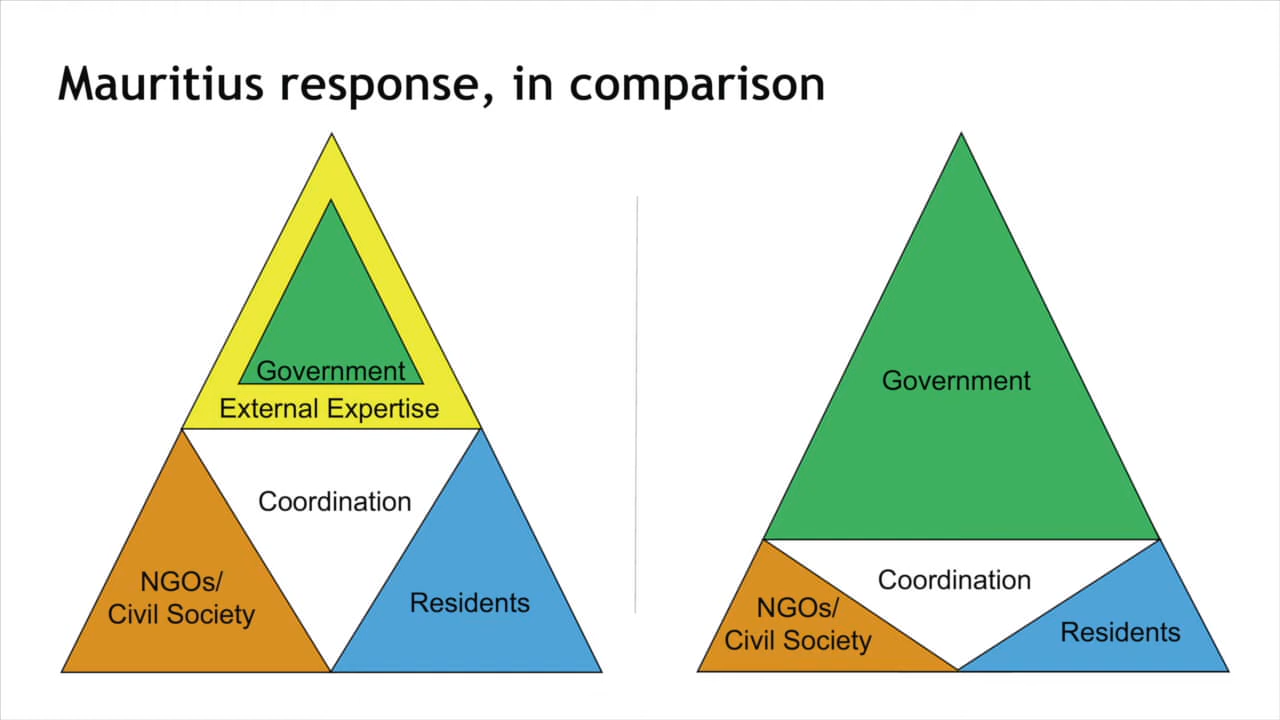 Mauritius response, in comparison
Government
External Expertise
Coordination
NGOs/
Civil Society
Residents
Government
Coordination
NGOs/
Civil Society
Residents